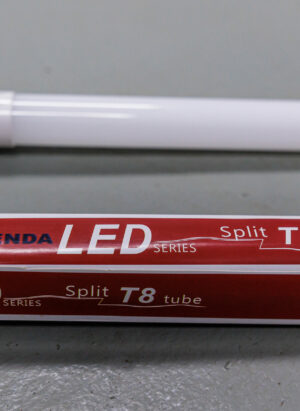 ENDA LED SERIES Split T
SERIES Split T8 tube